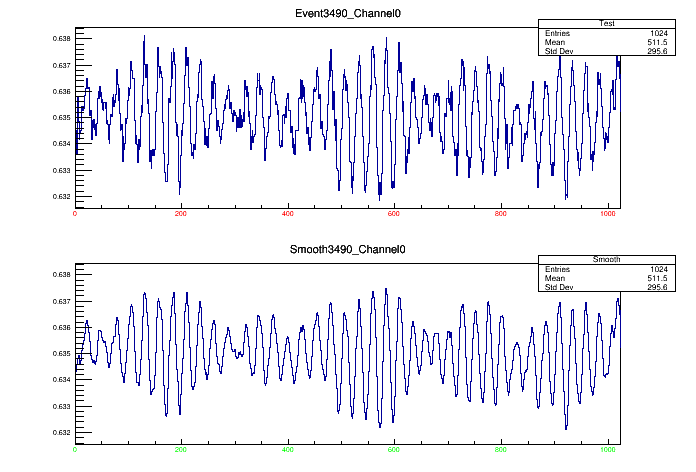 Event3490_Channel0
Test
Entries 1024
Mean 511.5
Std Dev 295.6
0.638
0.637
0.636
0.635
0.634
0.633
0.632
0 200 400 600 800 1000
Smooth3490_Channel0
Smooth
Entries 1024
Mean 511.5
Std Dev 295.6
0.638
0.637
0.636
0.635
0.634
0.633
0.632
0 200 400 600 800 1000